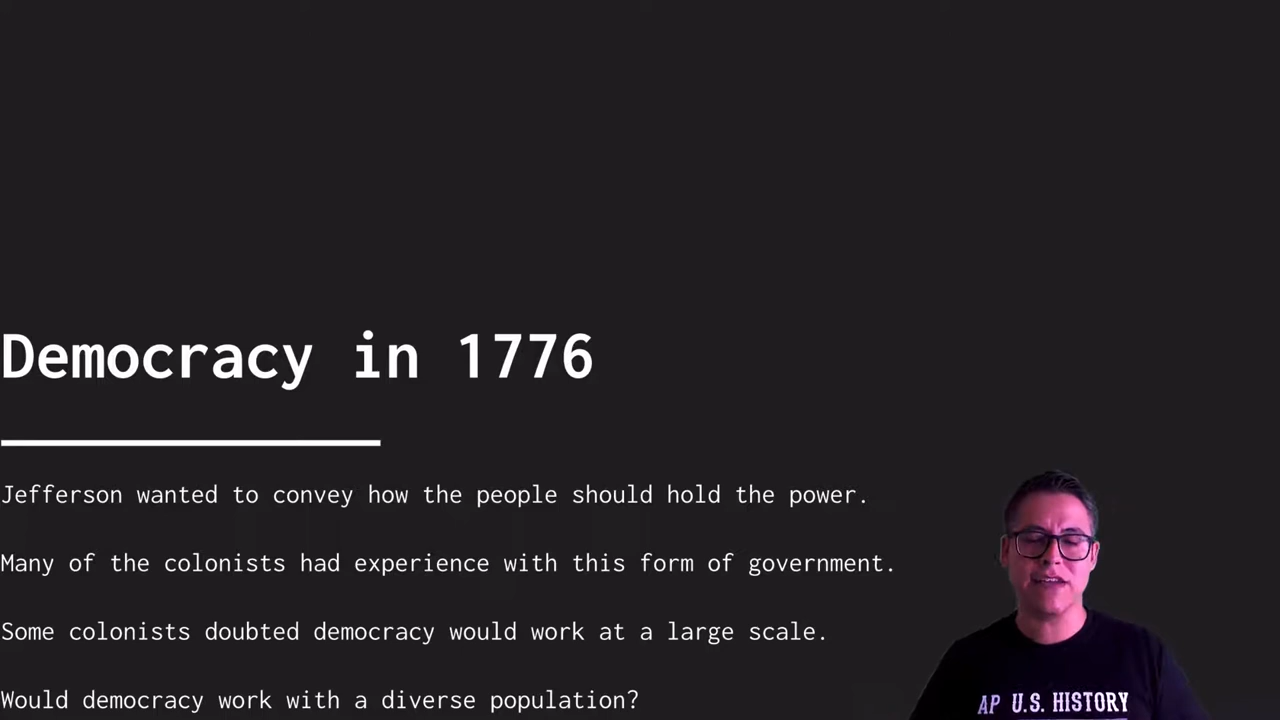 Democracy in 1776
Jefferson wanted to convey how the people should hold the power.
Many of the colonists had experience with this form of government.
Some colonists doubted democracy would work at a large scale.
Would democracy work with a diverse population?
AP U.S. HISTORY